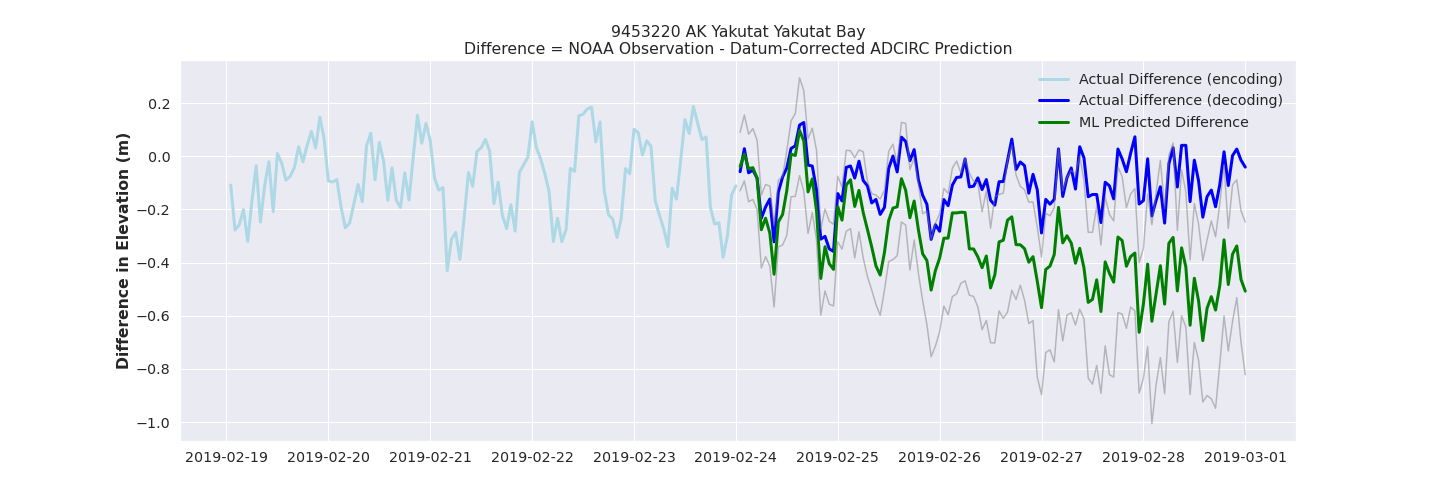 9453220 AK Yakutat Yakutat Bay
Difference = NOAA Observation - Datum-Corrected ADCIRC Prediction
Actual Difference (encoding)
Actual Difference (decoding)
ML Predicted Difference
Difference in Elevation (m)
0.2
0.0
−0.2
−0.4
−0.6
−0.8
−1.0
2019-02-19 2019-02-20 2019-02-21 2019-02-22 2019-02-23 2019-02-24 2019-02-25 2019-02-26 2019-02-27 2019-02-28 2019-03-01